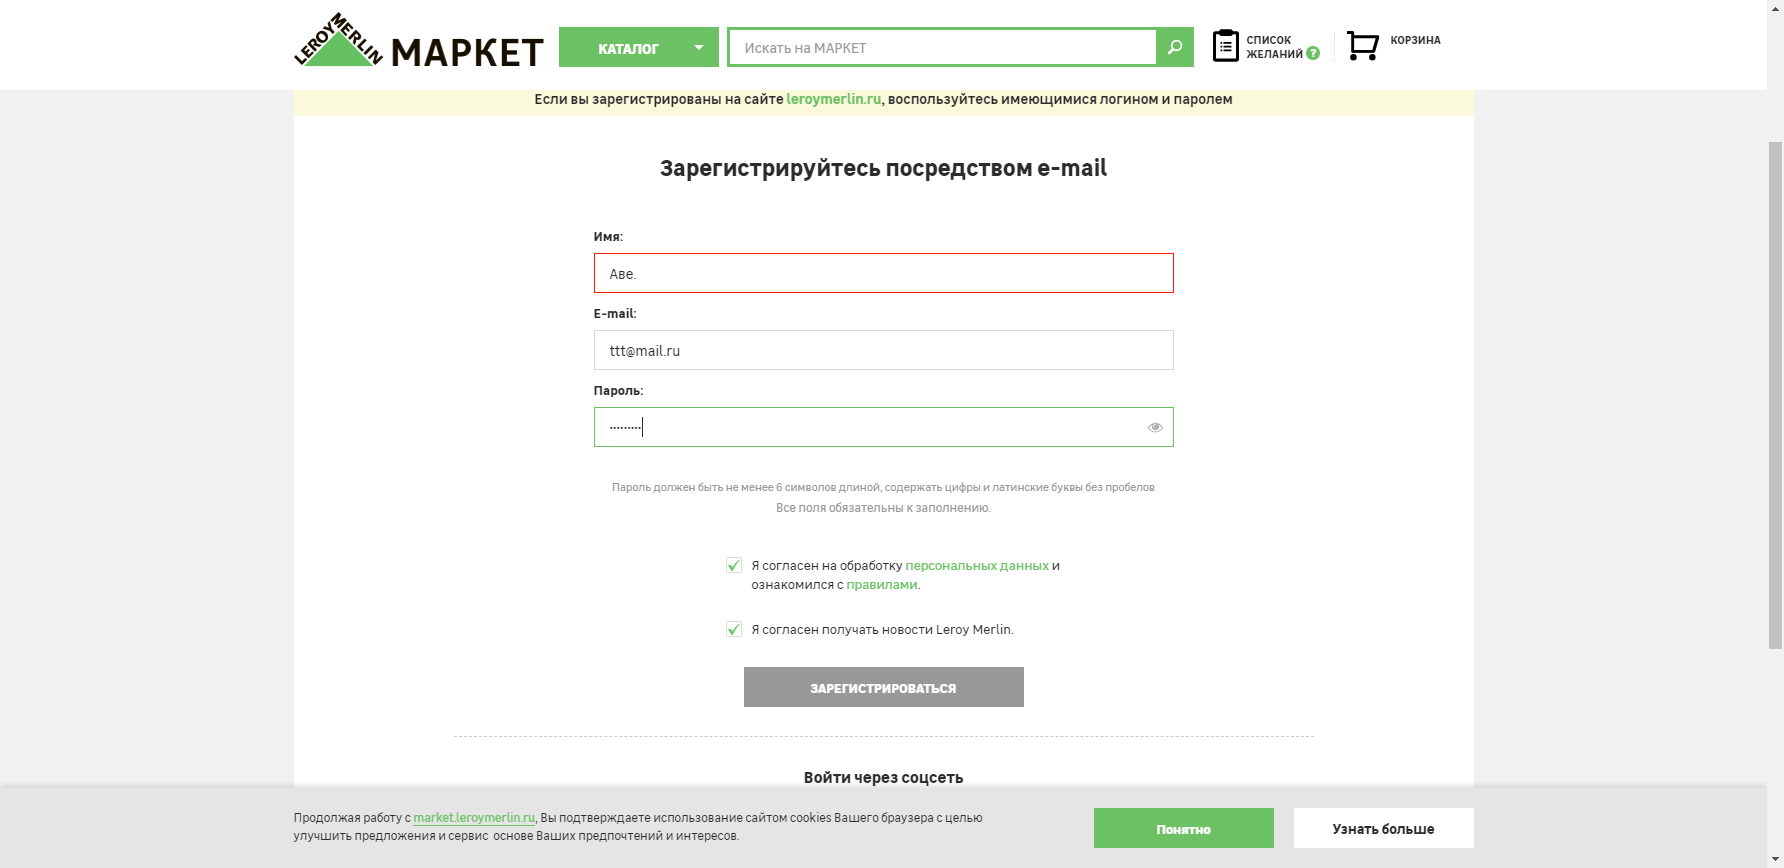 LEROY MERLIN МАРКЕТ
КАТАЛОГ
Искать на МАРКЕТ
СПИСОК
ЖЕЛАНИЙ ?
КОРЗИНА
Если вы зарегистрированы на сайте leroymerlin.ru, воспользуйтесь имеющимися логином и паролем
Зарегистрируйтесь посредством e-mail
Имя:
Аве.
E-mail:
ttt@mail.ru
Пароль:
·········
Пароль должен быть не менее 6 символов длиной, содержать цифры и латинские буквы без пробелов
Все поля обязательны к заполнению.
Я согласен на обработку персональных данных и
ознакомился с правилами.
Я согласен получать новости Leroy Merlin.
ЗАРЕГИСТРИРОВАТЬСЯ
Войти через соцсеть
Продолжая работу с market.leroymerlin.ru, Вы подтверждаете использование сайтом cookies Вашего браузера с целью
улучшить предложения и сервис основе Ваших предпочтений и интересов.
Понятно
Узнать больше